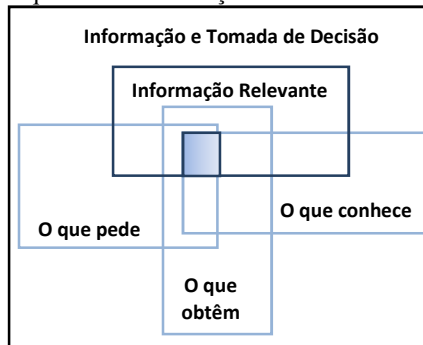 Informação e Tomada de Decisão
Informação Relevante
O que conhece
O que pede
O que
obtêm